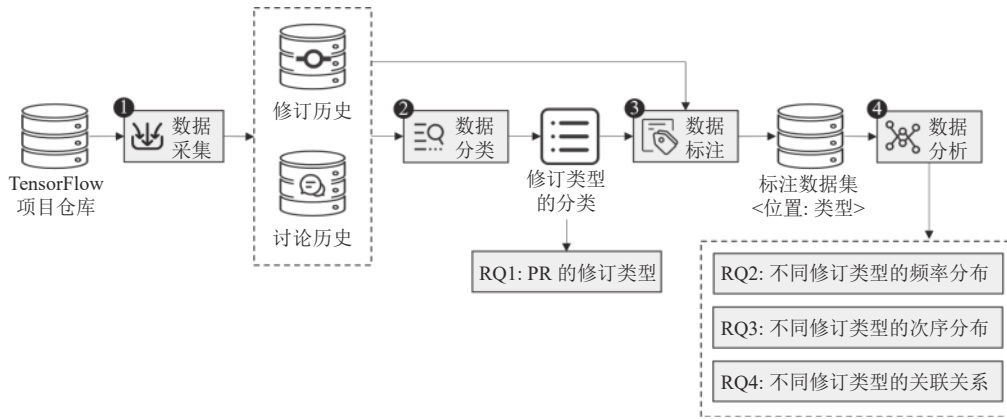 TensorFlow
项目仓库
❶
数据
采集
修订历史
讨论历史
❷
数据
分类
修订类型
的分类
RQ1: PR 的修订类型
❸
数据
标注
标注数据集
<位置: 类型>
❹
数据
分析
RQ2: 不同修订类型的频率分布
RQ3: 不同修订类型的次序分布
RQ4: 不同修订类型的关联关系